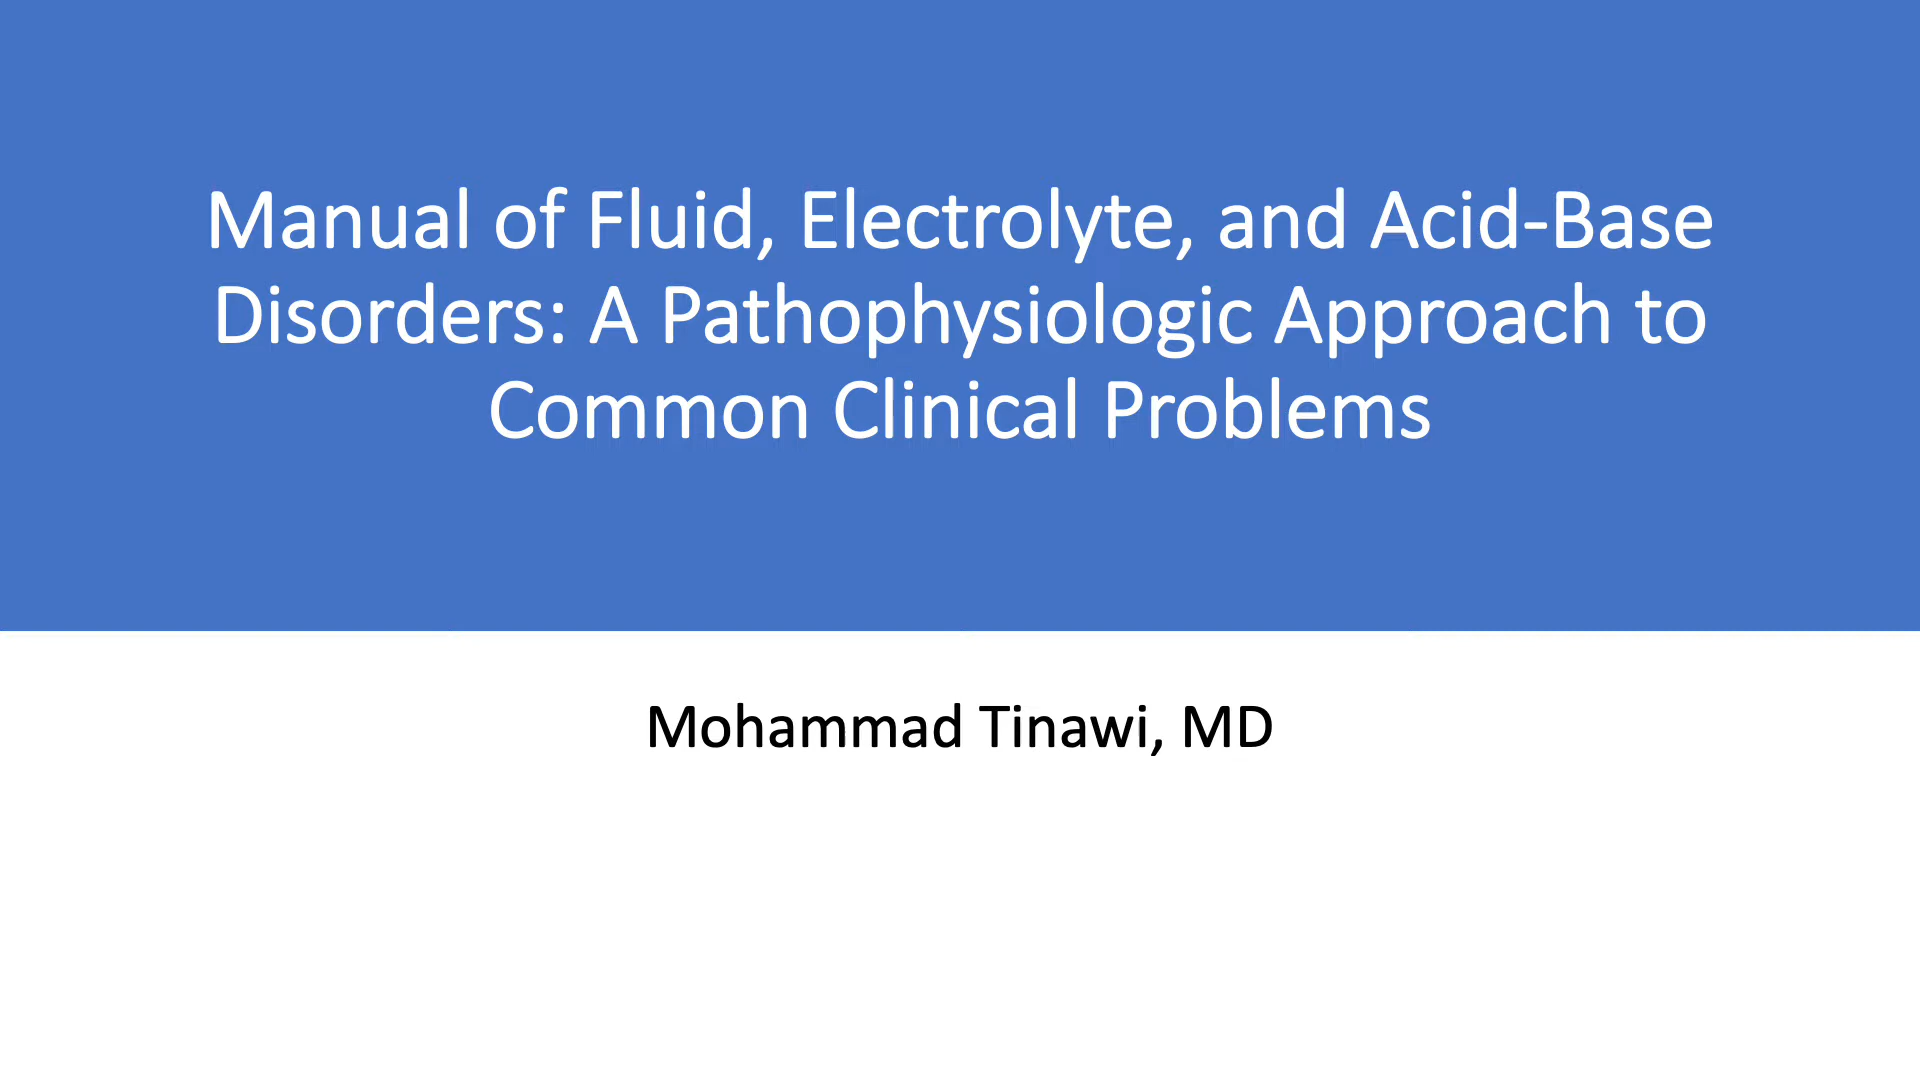 Manual of Fluid, Electrolyte, and Acid-Base
Disorders: A Pathophysiologic Approach to
Common Clinical Problems
Mohammad Tinawi, MD